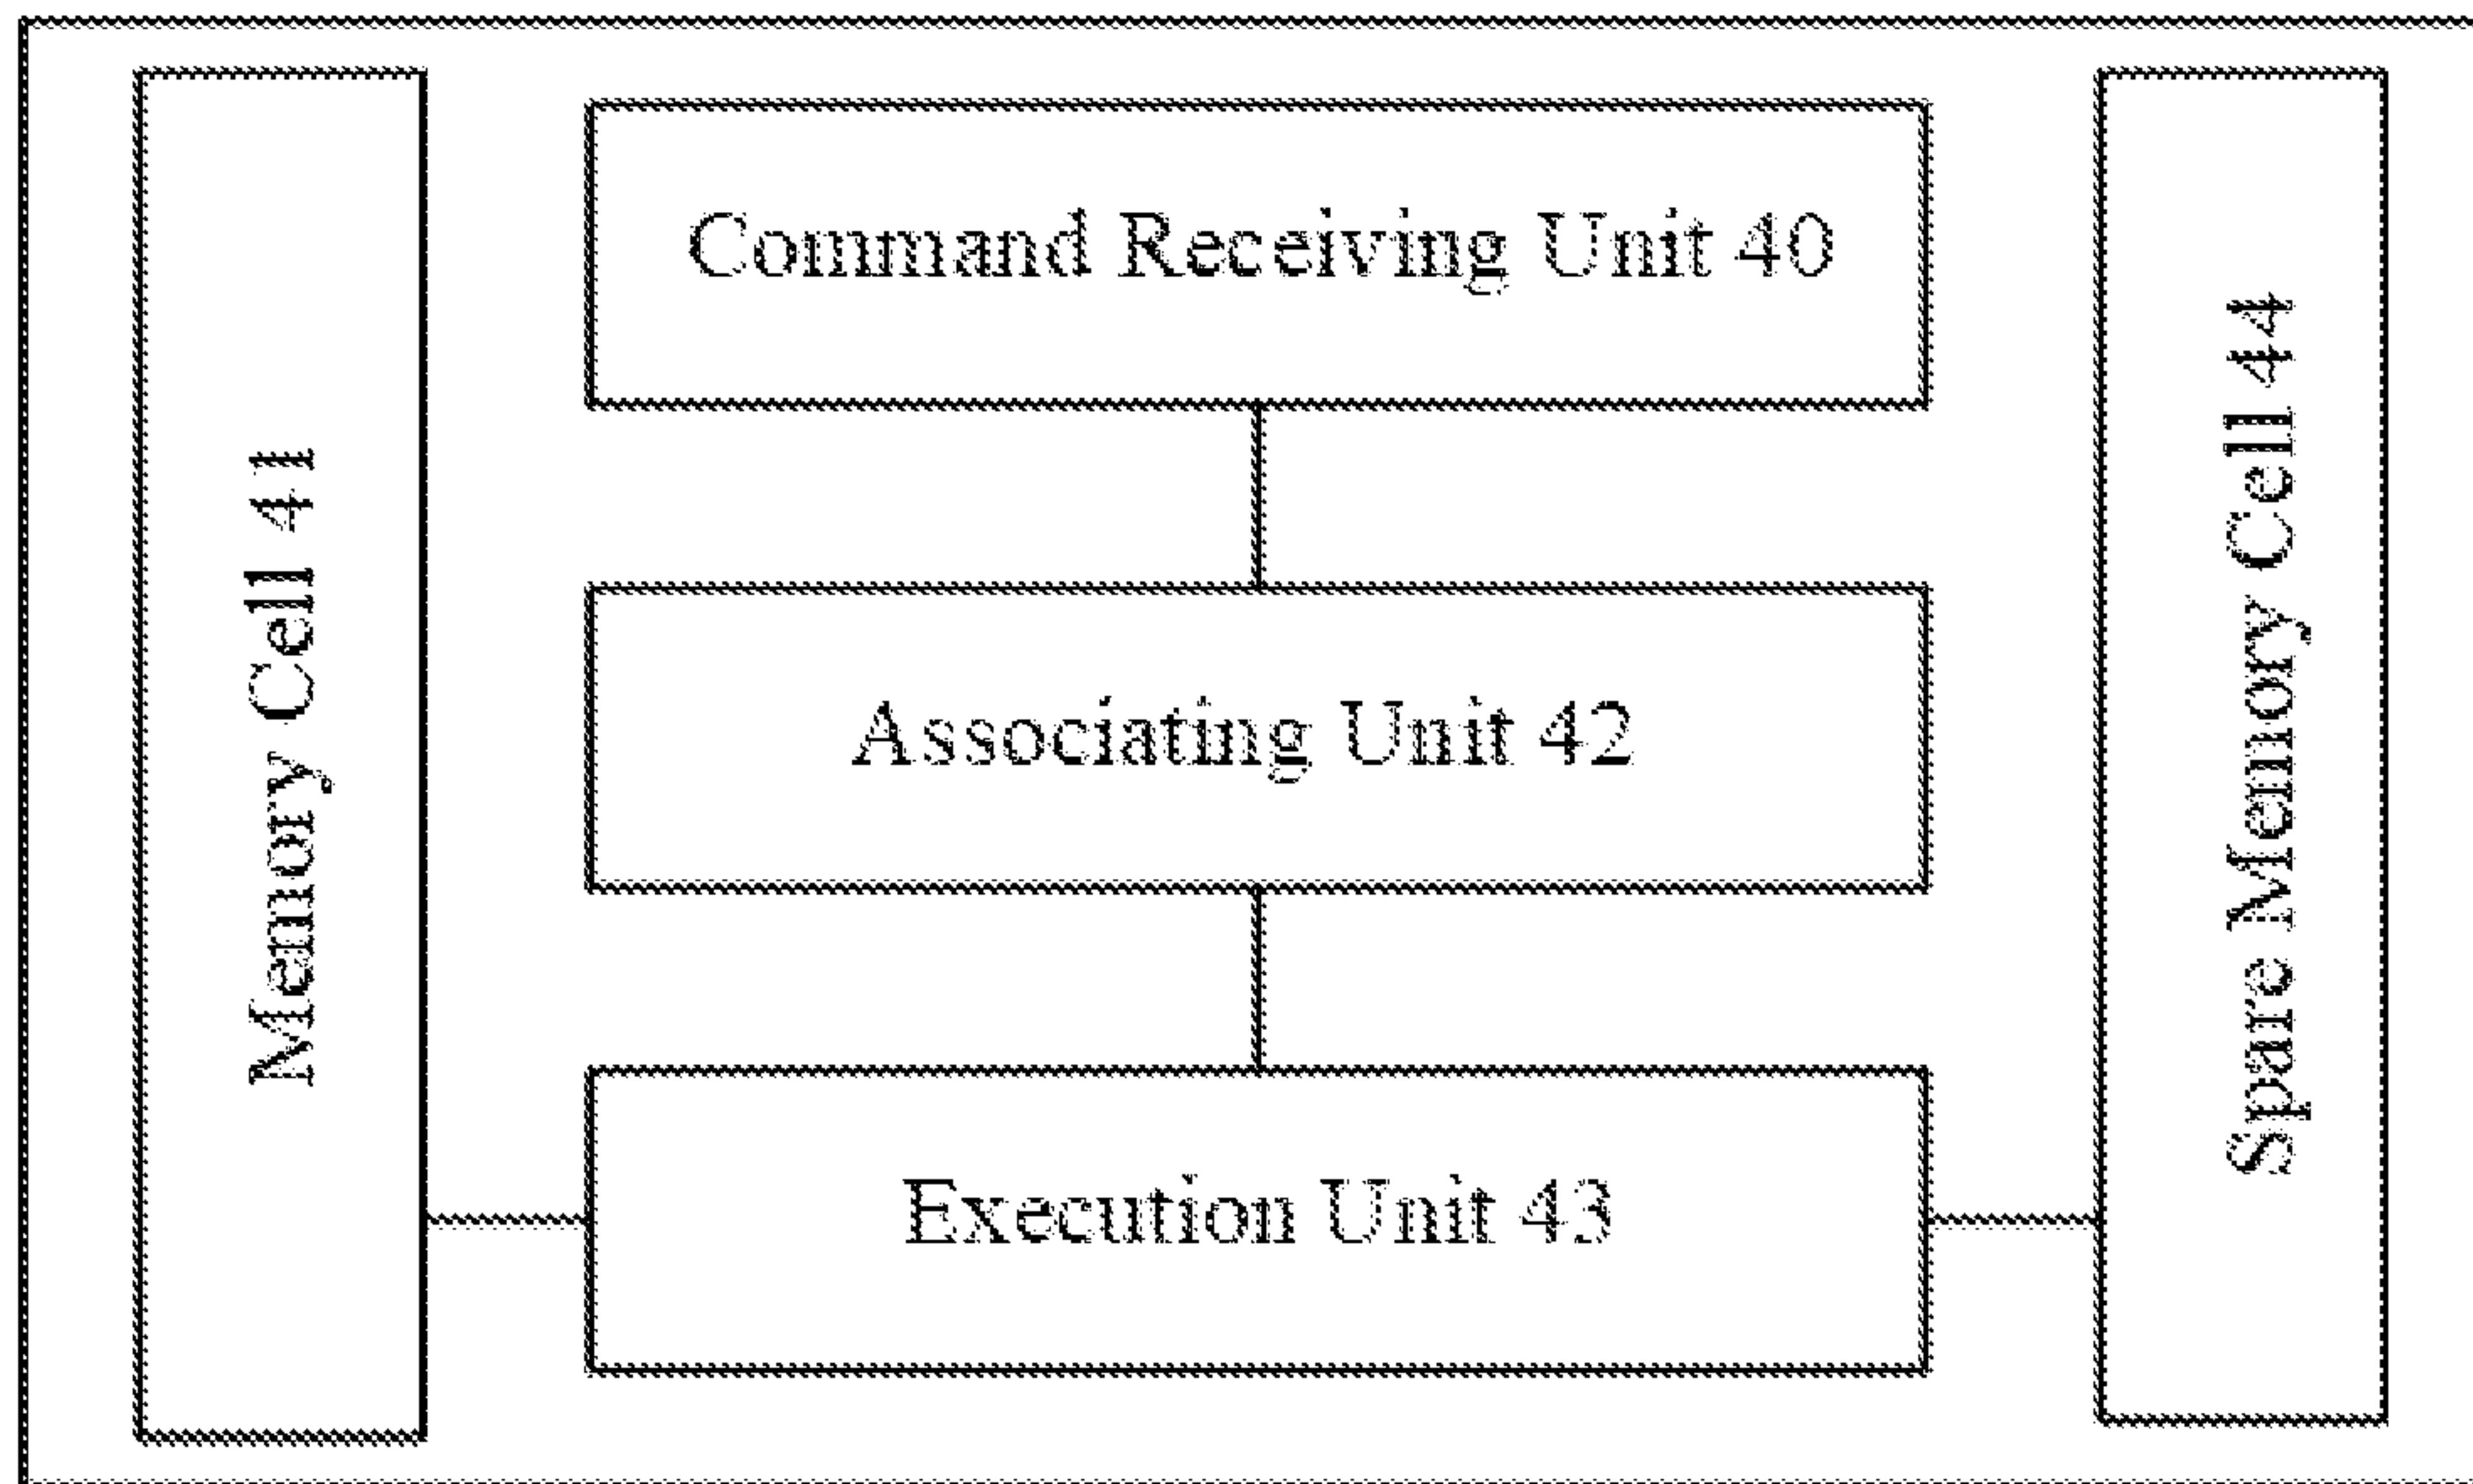 Memory Cell 41
Command Receiving Unit 40
Associating Unit 42
Execution Unit 43
Spare Memory Cell 44